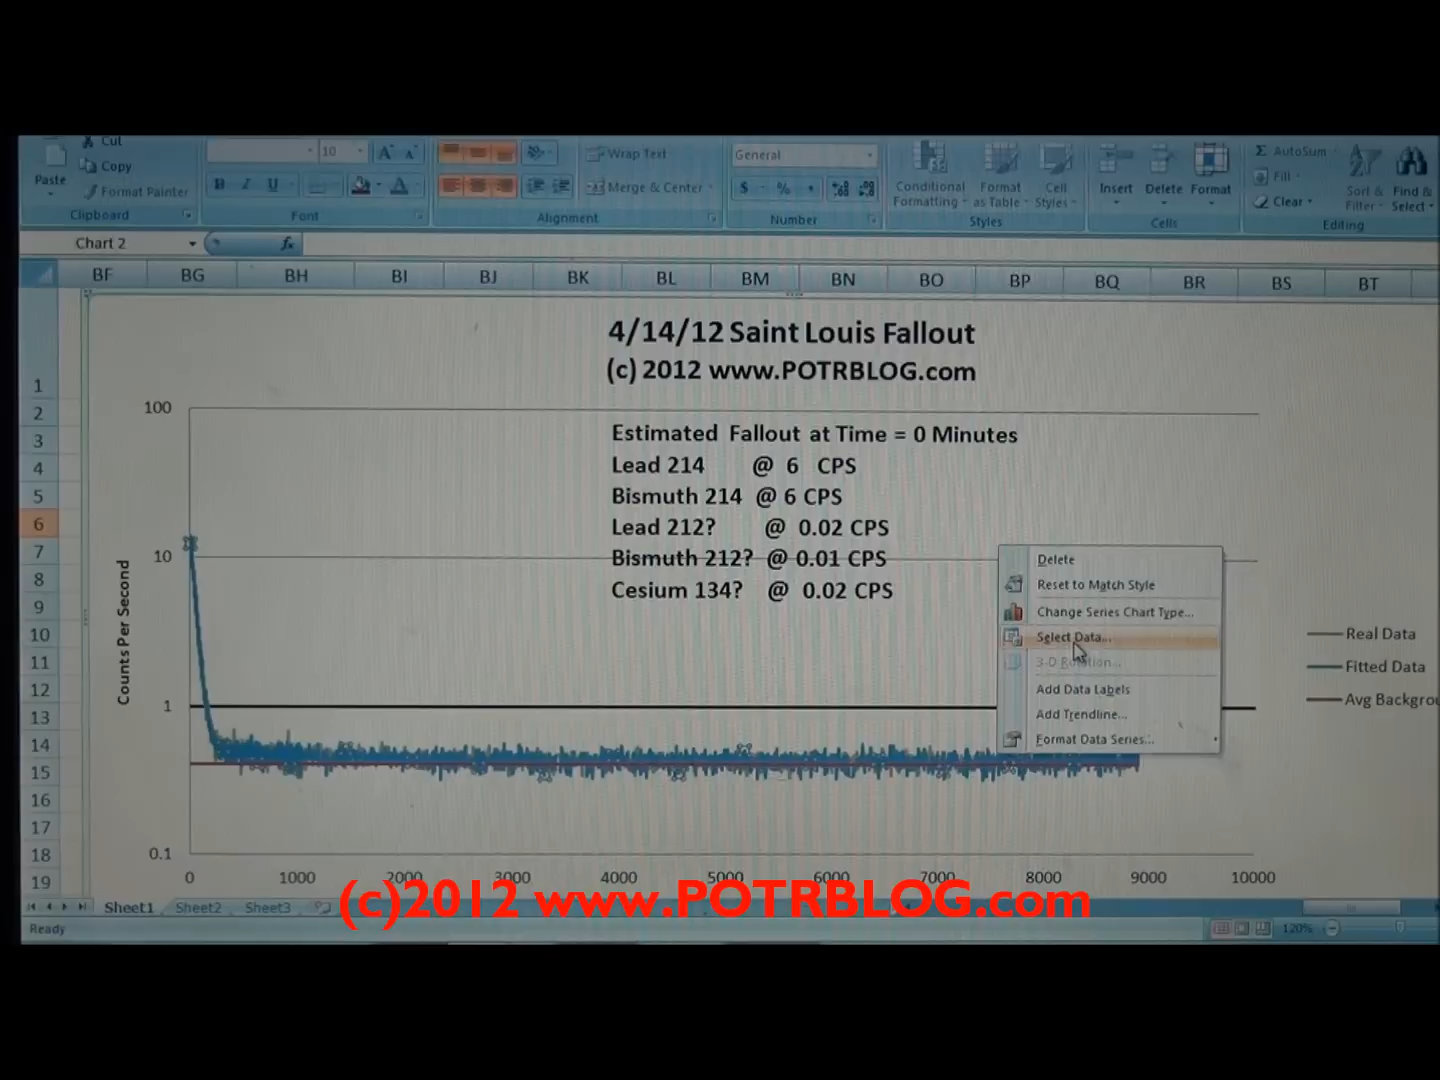 Cut
Copy
Paste
Format Painter
Clipboard
10
Font
Wrap Text
Merge & Center
Alignment
General
$ % ,
Number
Conditional Formatting
Format as Table
Cell Styles
Styles
Insert
Delete
Format
Cells
AutoSum
Fill
Clear
Sort & Filter
Find & Select
Editing
Chart 2
fx
BF BG BH BI BJ BK BL BM BN BO BP BQ BR BS BT
4/14/12 Saint Louis Fallout
(c) 2012 www.POTRBLOG.com
1
2
3
4
5
6
7
8
9
10
11
12
13
14
15
16
17
18
19
Counts Per Second
100
10
1
0.1
Estimated Fallout at Time = 0 Minutes
Lead 214 @ 6 CPS
Bismuth 214 @ 6 CPS
Lead 212? @ 0.02 CPS
Bismuth 212? @ 0.01 CPS
Cesium 134? @ 0.02 CPS
Delete
Reset to Match Style
Change Series Chart Type...
Select Data...
3-D Rotation...
Add Data Labels
Add Trendline...
Format Data Series...
Real Data
Fitted Data
Avg Backgro
0 1000 2000 3000 4000 5000 6000 7000 8000 9000 10000
(c)2012 www.POTRBLOG.com
Sheet1 Sheet2 Sheet3
Ready
120%